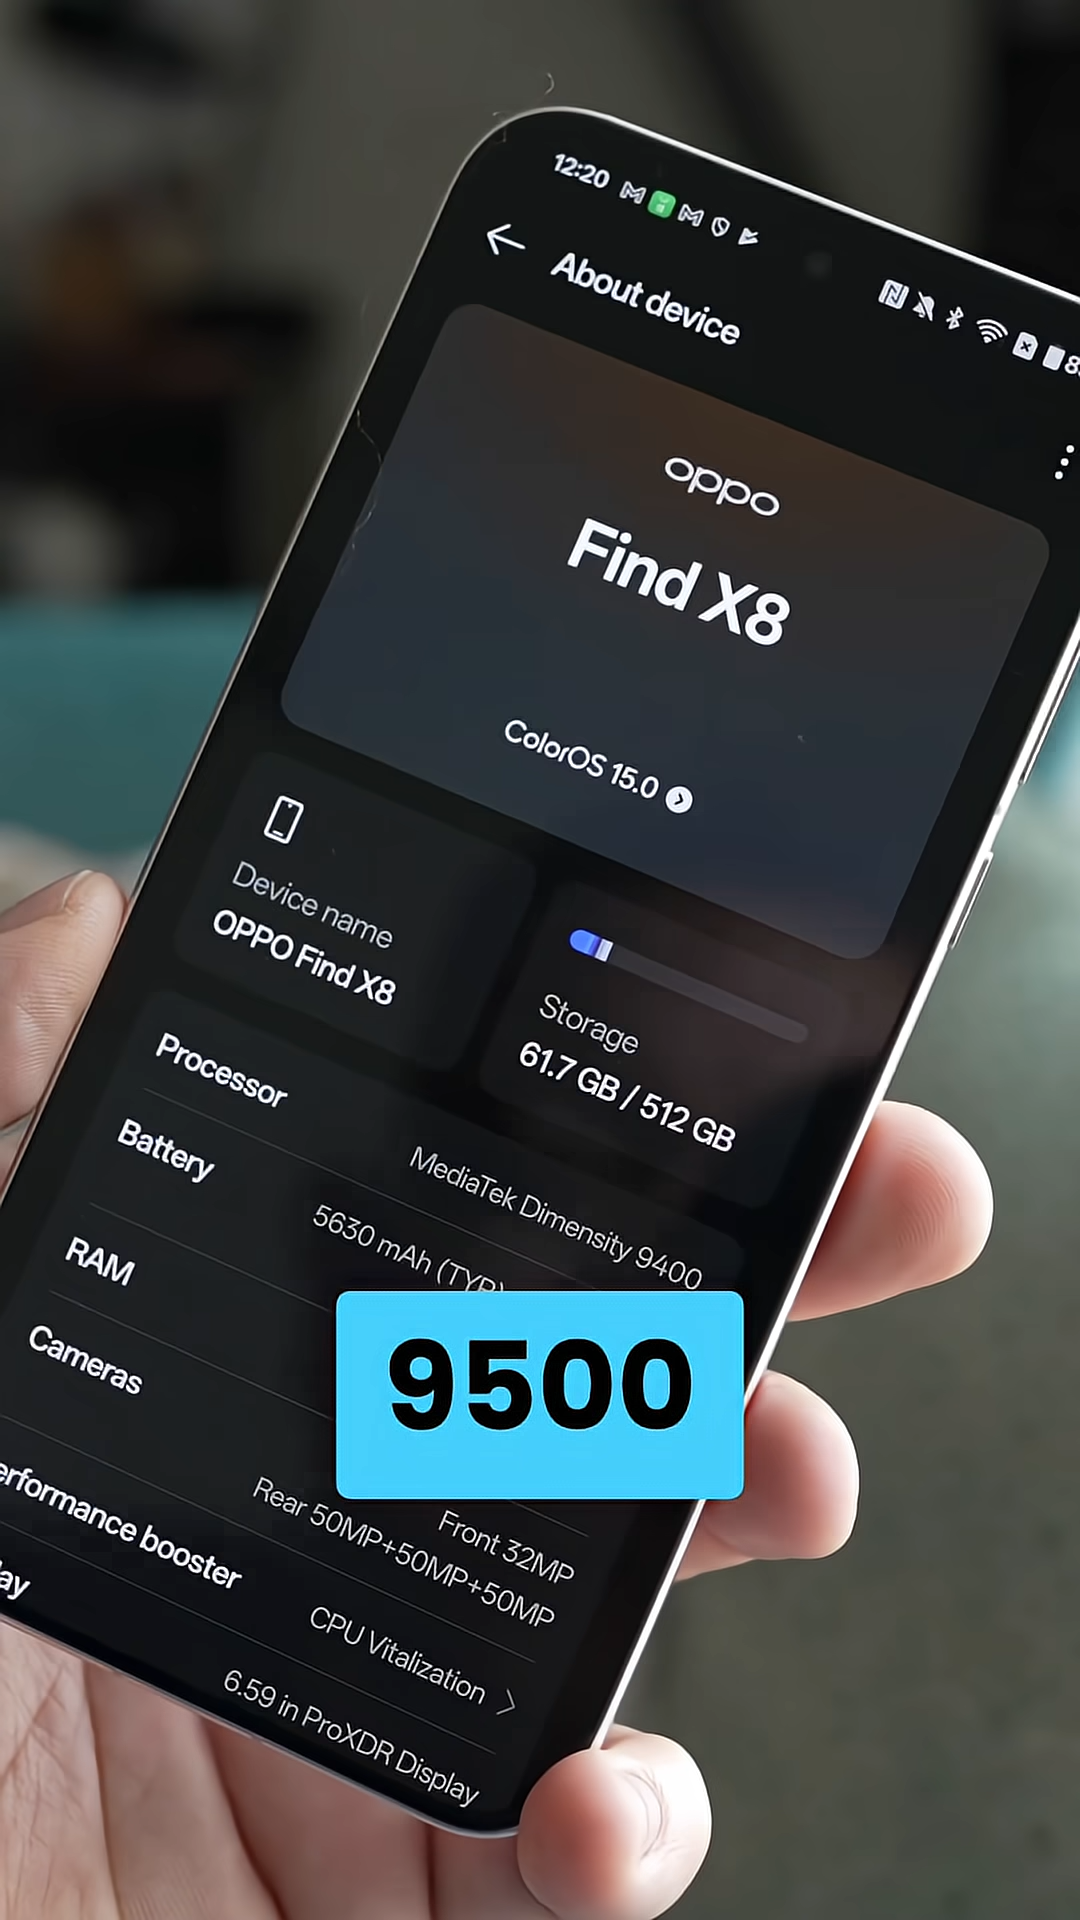 12:20
About device
oppo
Find X8
ColorOS 15.0
Device name
OPPO Find X8
Storage
61.7 GB / 512 GB
Processor
MediaTek Dimensity 9400
Battery
5630 mAh (TYP)
RAM
9500
Cameras
Front 32MP
Rear 50MP+50MP+50MP
erformance booster
CPU Vitalization
lay
6.59 in ProXDR Display